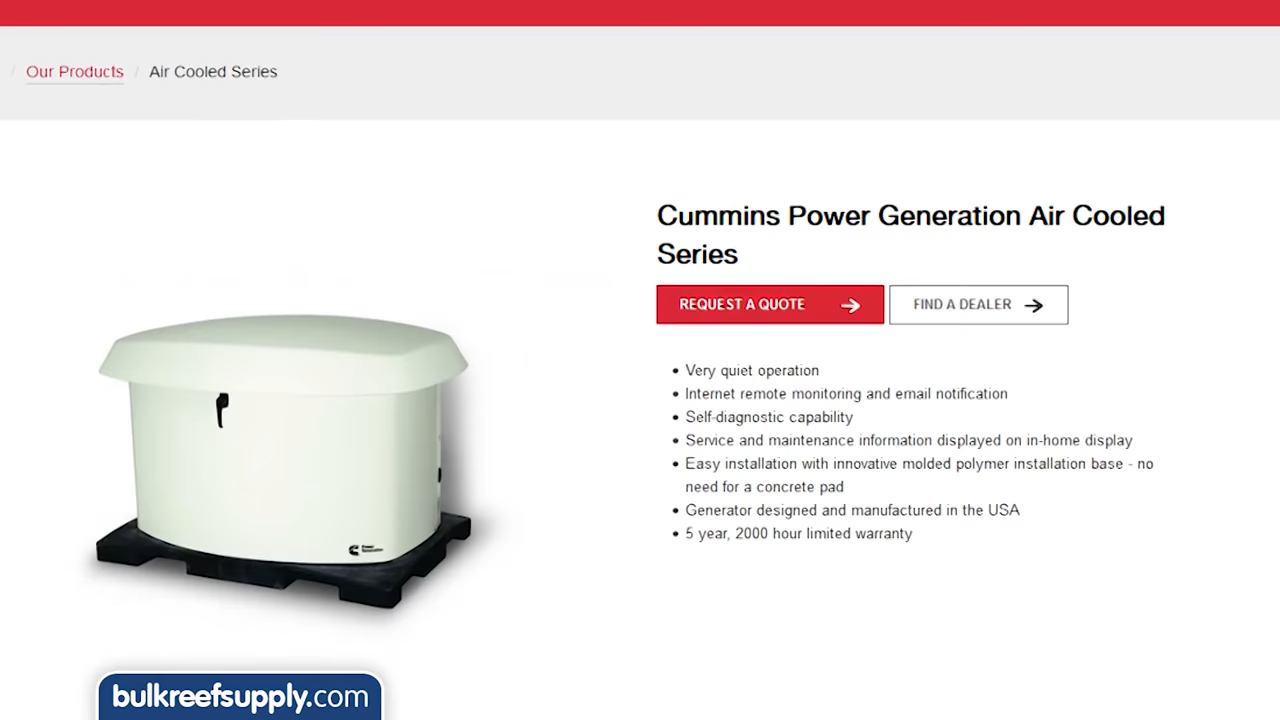 / Our Products / Air Cooled Series
Cummins Power Generation Air Cooled
Series
REQUEST A QUOTE
FIND A DEALER
• Very quiet operation
• Internet remote monitoring and email notification
• Self-diagnostic capability
• Service and maintenance information displayed on in-home display
• Easy installation with innovative molded polymer installation base - no
need for a concrete pad
• Generator designed and manufactured in the USA
• 5 year, 2000 hour limited warranty
Power
Generation
bulkreefsupply.com